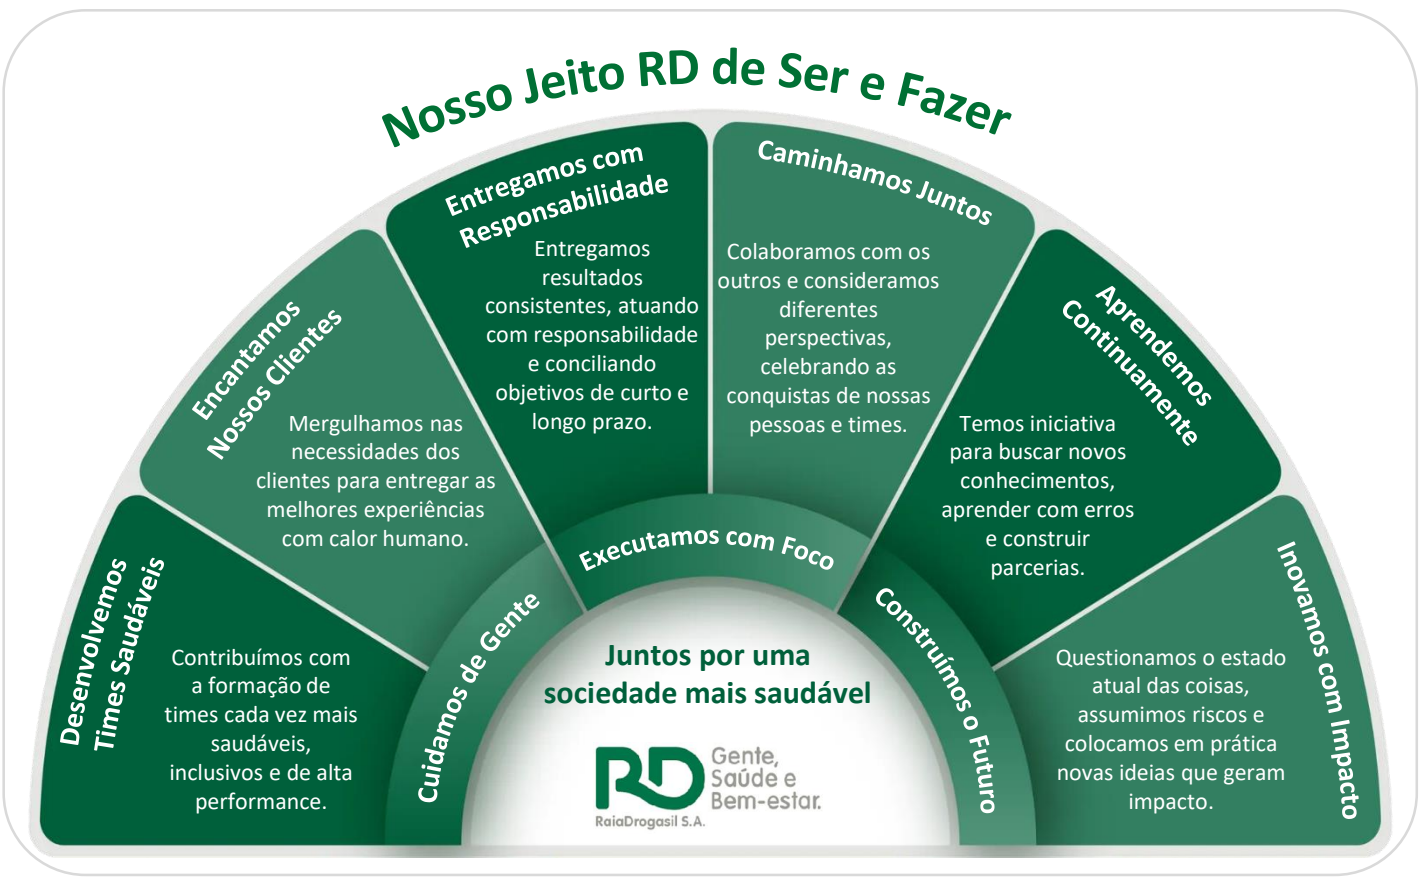 Nosso Jeito RD de Ser e Fazer
Desenvolvemos
Times Saudáveis
Contribuímos com
a formação de
times cada vez mais
saudáveis,
inclusivos e de alta
performance.
Encantamos
Nossos Clientes
Mergulhamos nas
necessidades dos
clientes para entregar as
melhores experiências
com calor humano.
Entregamos com
Responsabilidade
Entregamos
resultados
consistentes, atuando
com responsabilidade
e conciliando
objetivos de curto e
longo prazo.
Caminhamos Juntos
Colaboramos com os
outros e consideramos
diferentes
perspectivas,
celebrando as
conquistas de nossas
pessoas e times.
Aprendemos
Continuamente
Temos iniciativa
para buscar novos
conhecimentos,
aprender com erros
e construir
parcerias.
Inovamos com Impacto
Questionamos o estado
atual das coisas,
assumimos riscos e
colocamos em prática
novas ideias que geram
impacto.
Cuidamos de Gente
Executamos com Foco
Construímos o Futuro
Juntos por uma
sociedade mais saudável
RD
RaiaDrogasil S.A.
Gente,
Saúde e
Bem-estar.